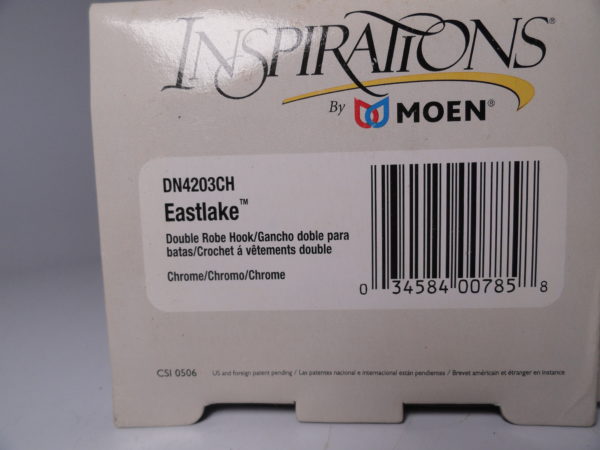 INSPIRATIONS®
By MOEN®
DN4203CH
Eastlake™
Double Robe Hook/Gancho doble para
batas/Crochet á vêtements double
Chrome/Chromo/Chrome
0 34584 00785 8
CSI 0506 US and foreign patent pending / Las patentes nacional e internacional están pendientes / Brevet américain et étranger en instance